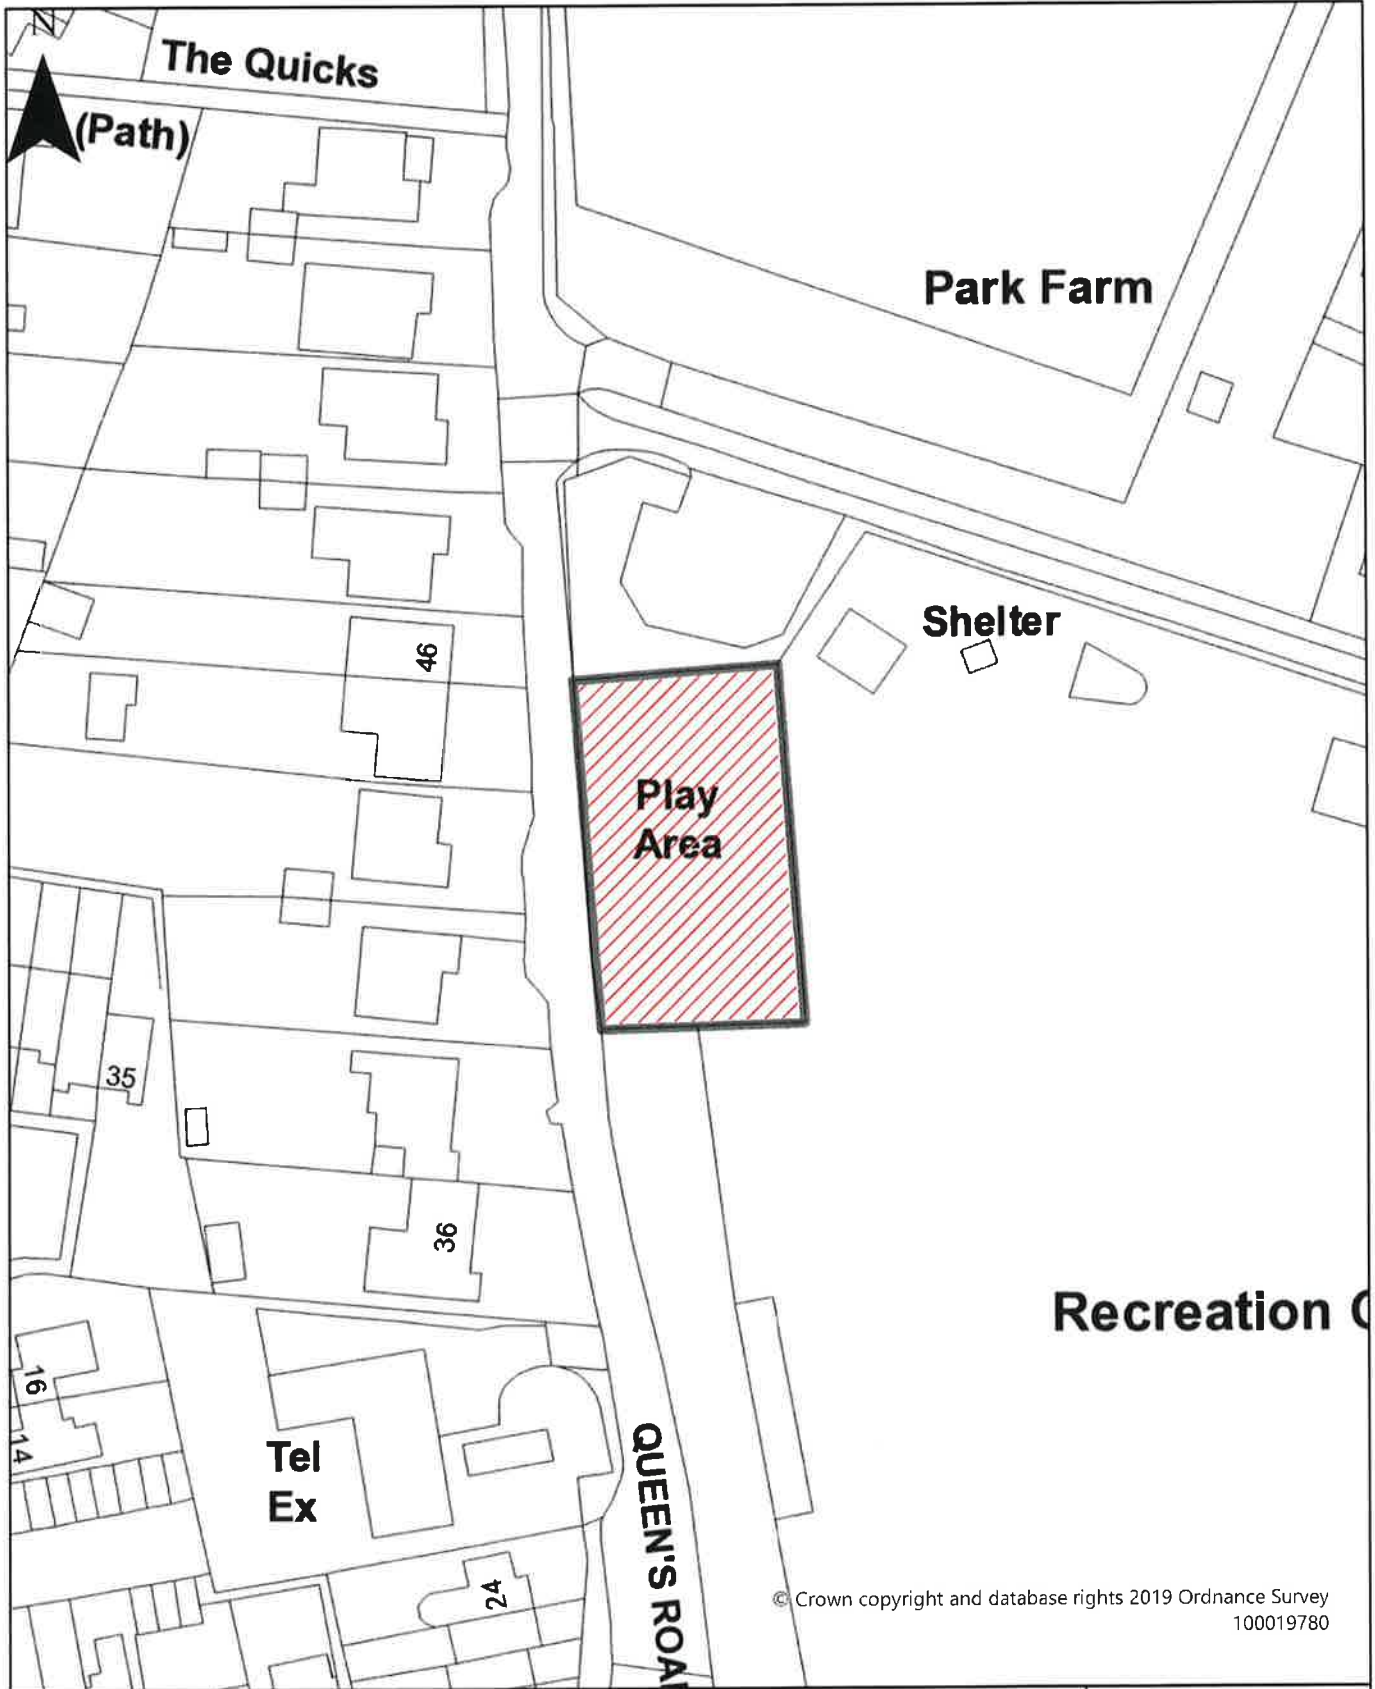 N
The Quicks
(Path)
Park Farm
Shelter
46
Play
Area
35
36
Recreation
16
14
Tel
Ex
QUEEN'S ROA
24
© Crown copyright and database rights 2019 Ordnance Survey
100019780